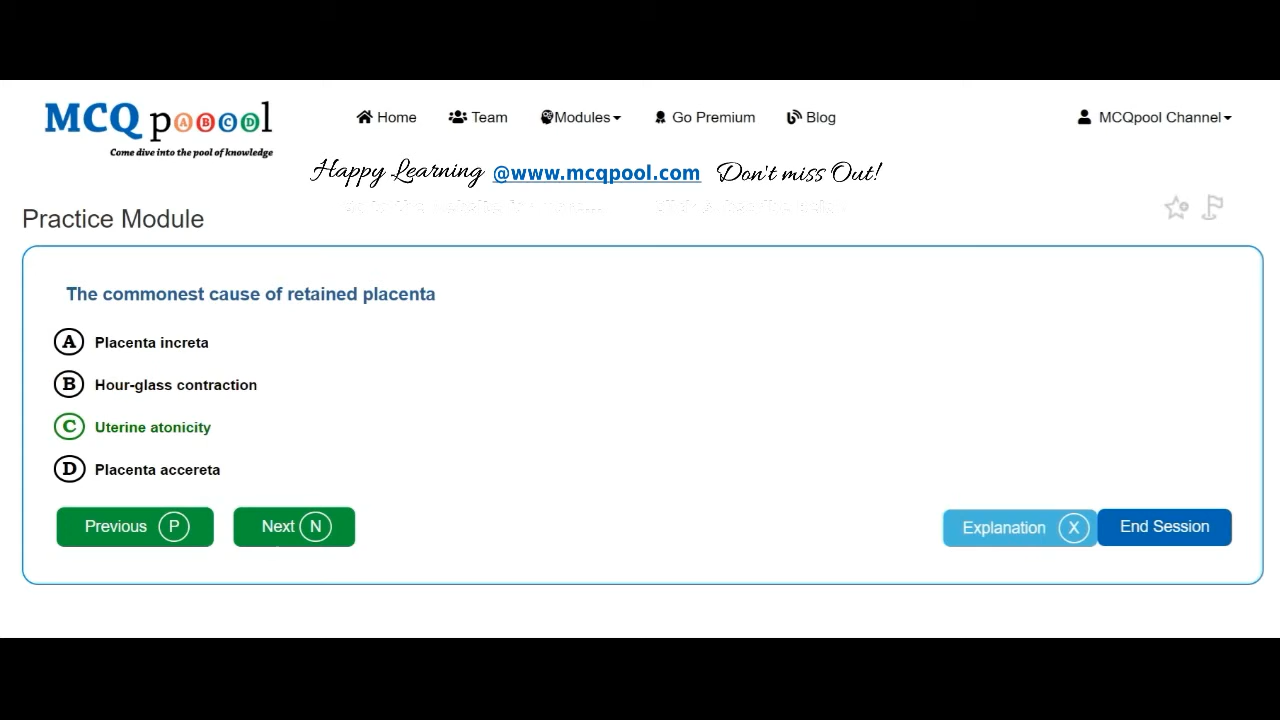 MCQ pooool
Come dive into the pool of knowledge
Home Team Modules Go Premium Blog MCQpool Channel
Happy Learning @www.mcqpool.com Don't miss Out!
Practice Module
The commonest cause of retained placenta
A Placenta increta
B Hour-glass contraction
C Uterine atonicity
D Placenta accereta
Previous P Next N Explanation X End Session